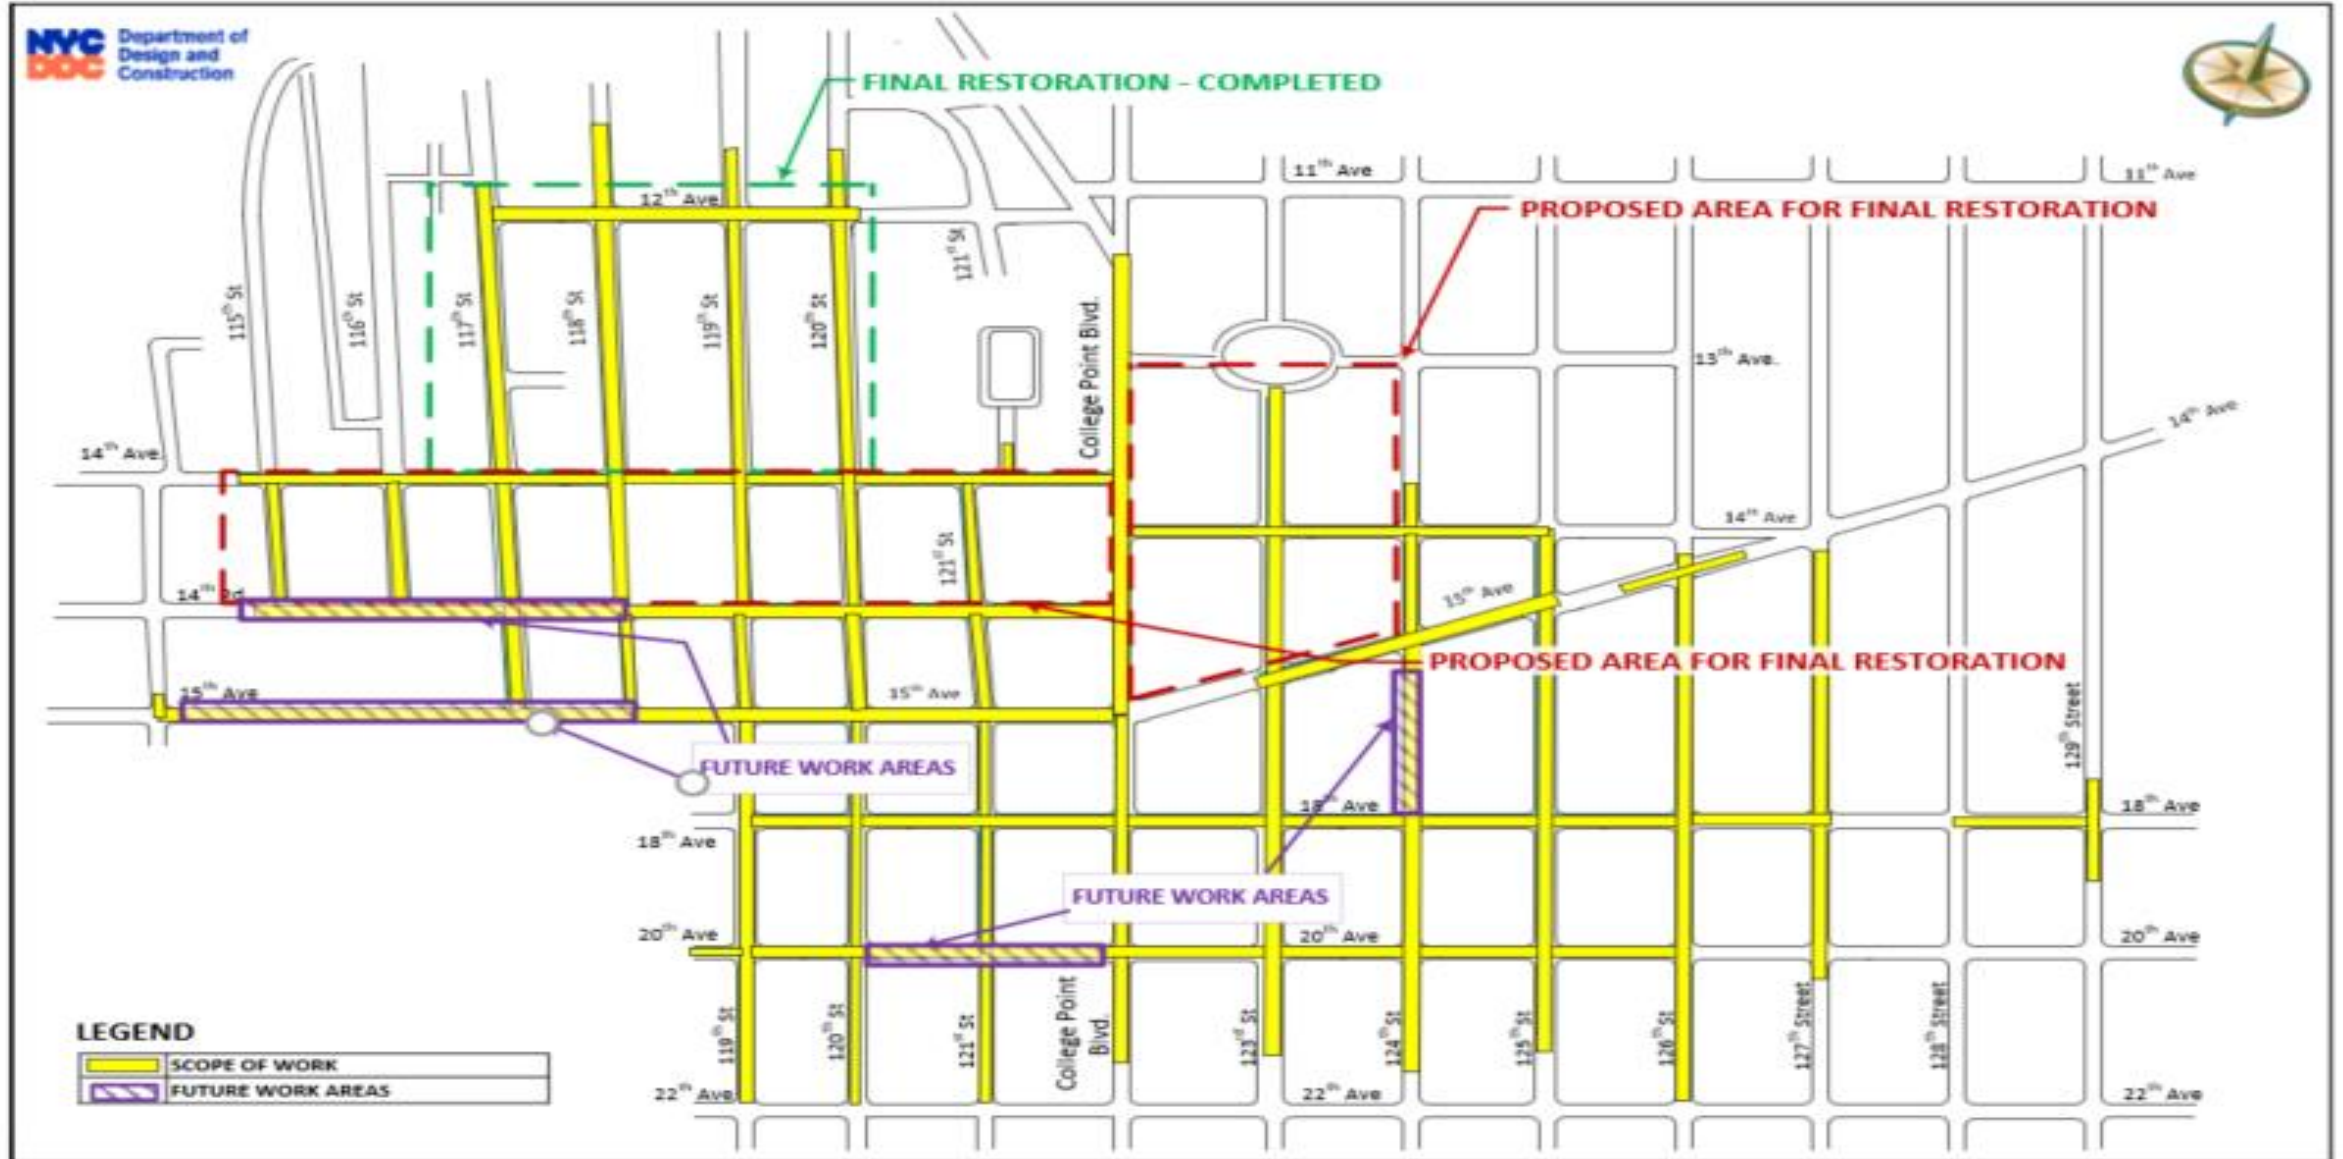 NYC
DDC
Department of
Design and
Construction
FINAL RESTORATION - COMPLETED
11th Ave
11th Ave
12th Ave
PROPOSED AREA FOR FINAL RESTORATION
121st St
115th St
116th St
117th St
118th St
119th St
120th St
College Point Blvd.
13th Ave.
14th Ave
14th Ave
14th Ave
121st St
14th Rd
15th Ave
PROPOSED AREA FOR FINAL RESTORATION
15th Ave
15th Ave
129th Street
FUTURE WORK AREAS
18th Ave
18th Ave
18th Ave
FUTURE WORK AREAS
20th Ave
20th Ave
20th Ave
119th St
120th St
121st St
College Point
Blvd.
123rd St
124th St
125th St
126th St
127th Street
128th Street
LEGEND
SCOPE OF WORK
FUTURE WORK AREAS
22th Ave
22th Ave
22th Ave